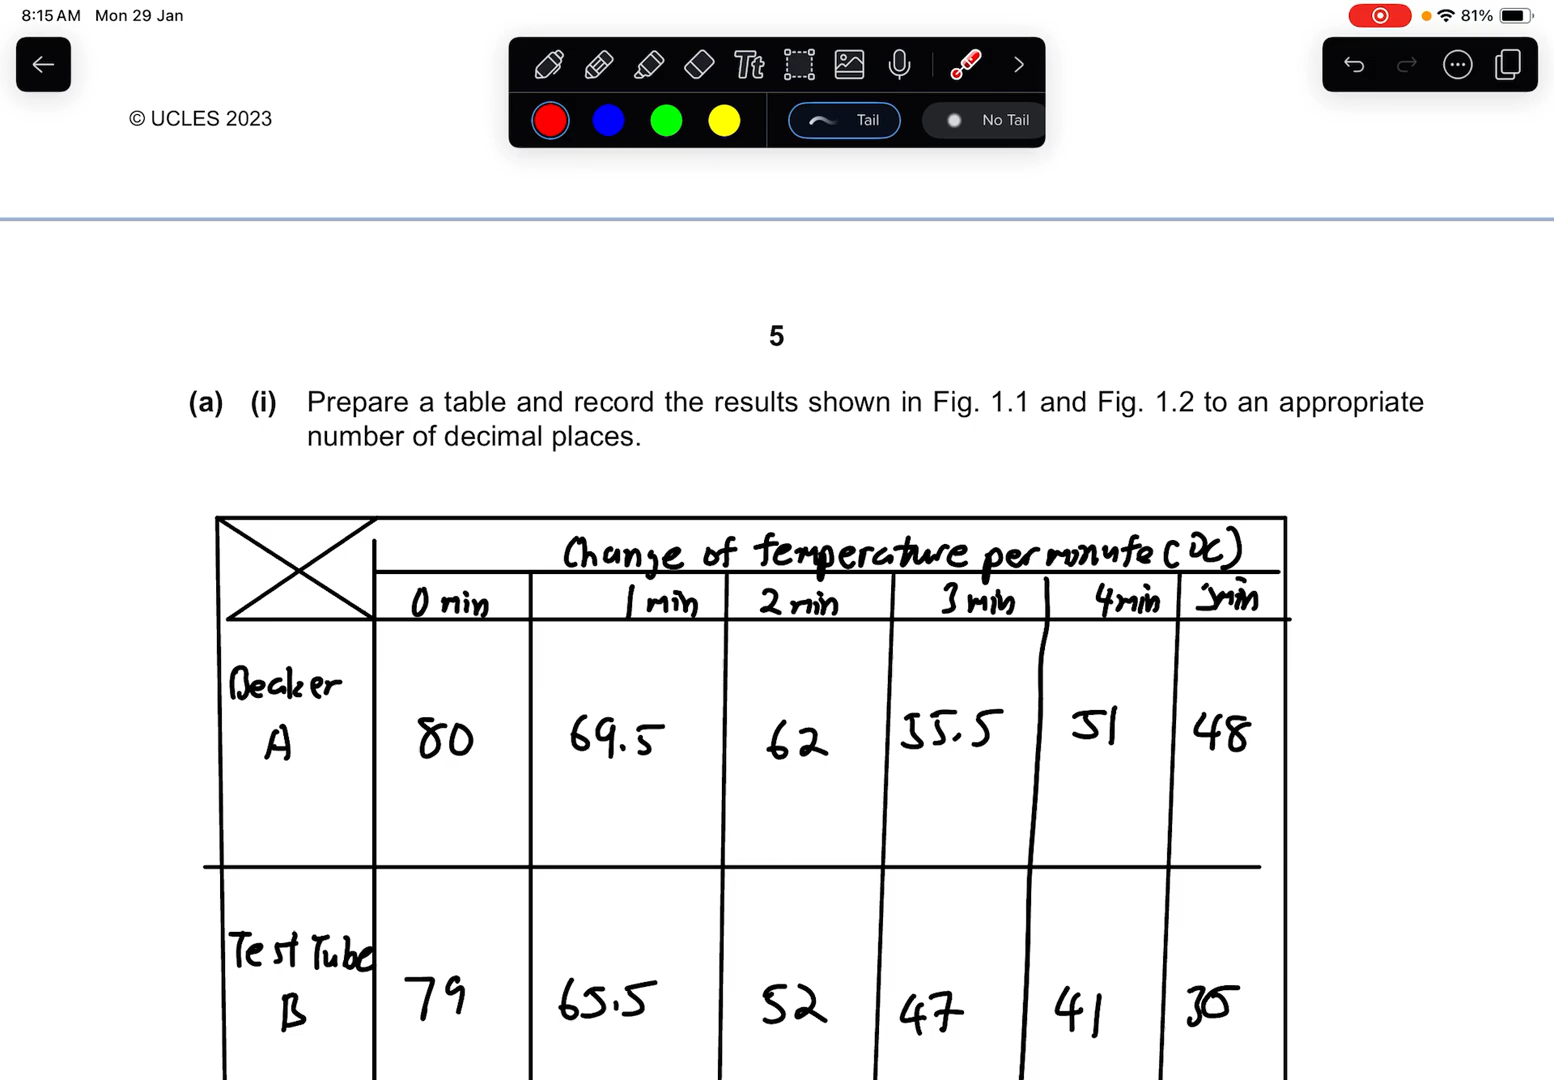 8:15 AM Mon 29 Jan 81%
Tt
Tail No Tail
© UCLES 2023
5
(a) (i) Prepare a table and record the results shown in Fig. 1.1 and Fig. 1.2 to an appropriate
number of decimal places.
Change of temperature per minute (°C)
0 min 1 min 2 min 3 min 4 min 5min
Beaker
A
80 69.5 62 55.5 51 48
Test Tube
B
79 65.5 52 47 41